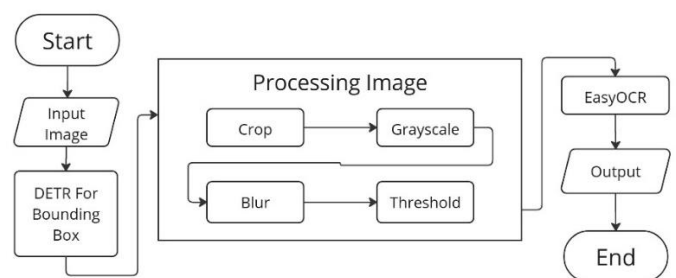 Start
Input
Image
DETR For
Bounding
Box
Processing Image
Crop
Grayscale
Blur
Threshold
EasyOCR
Output
End